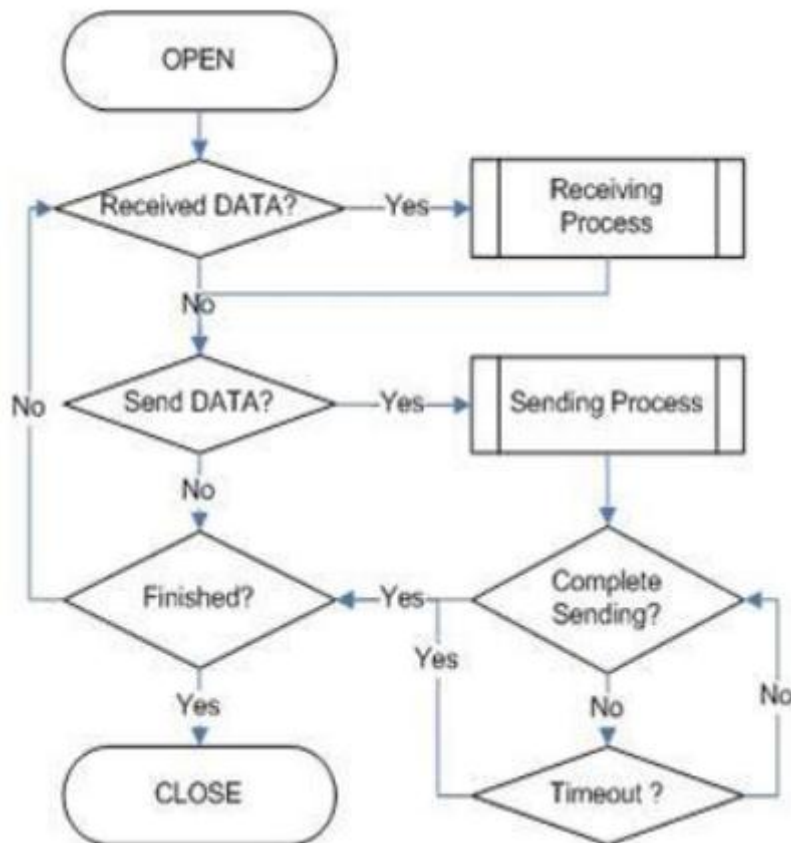 OPEN
Received DATA?
Yes
Receiving
Process
No
Send DATA?
Yes
Sending Process
No
No
Finished?
Yes
Complete
Sending?
Yes
No
No
Yes
CLOSE
Timeout ?